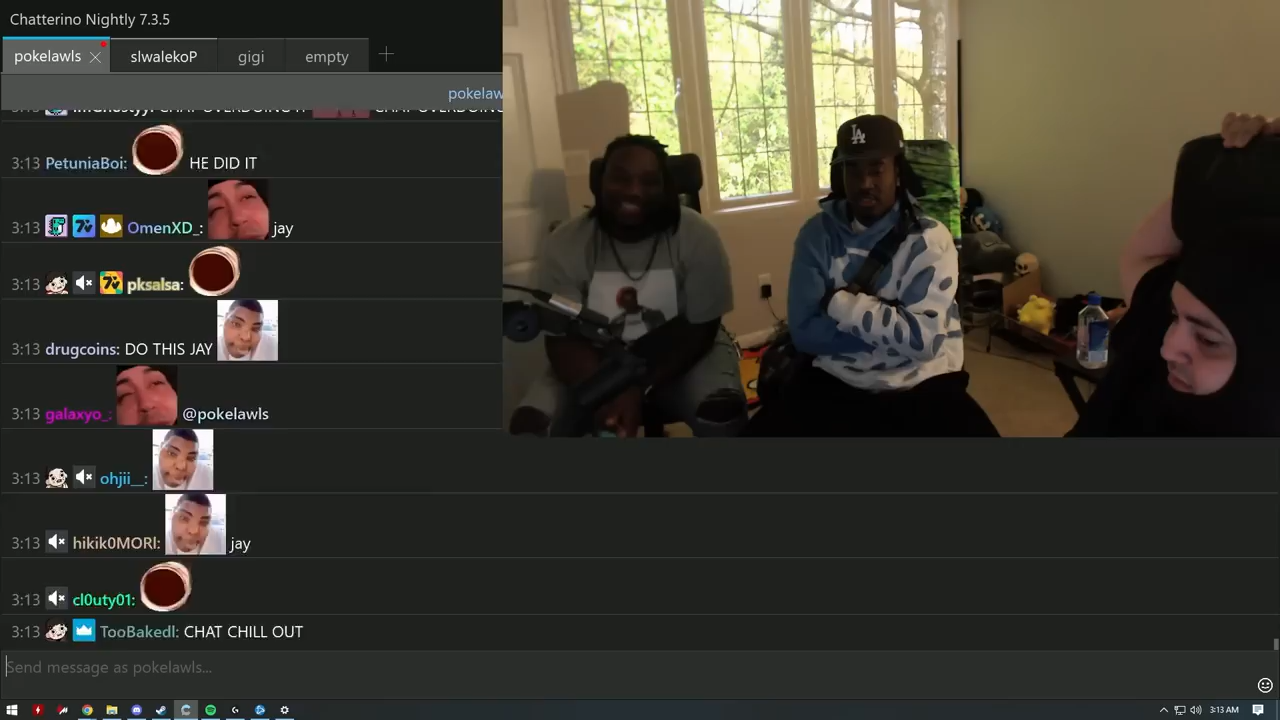 Chatterino Nightly 7.3.5
pokelawls
slwalekoP
gigi
empty
pokelaw
3:13 PetuniaBoi: HE DID IT
3:13 OmenXD_: jay
3:13 pksalsa:
3:13 drugcoins: DO THIS JAY
3:13 galaxyo_: @pokelawls
3:13 ohjii__:
3:13 hikik0MORl: jay
3:13 cl0uty01:
3:13 TooBakedl: CHAT CHILL OUT
Send message as pokelawls...
LA
3:13 AM